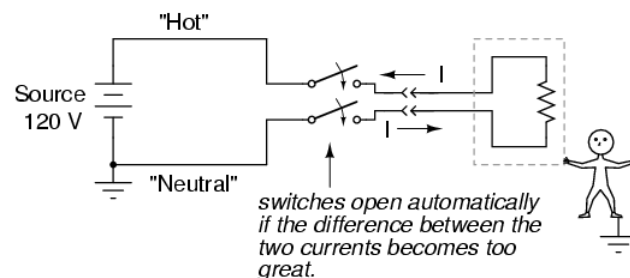 "Hot"
Source
120 V
I
I
"Neutral"
switches open automatically
if the difference between the
two currents becomes too
great.